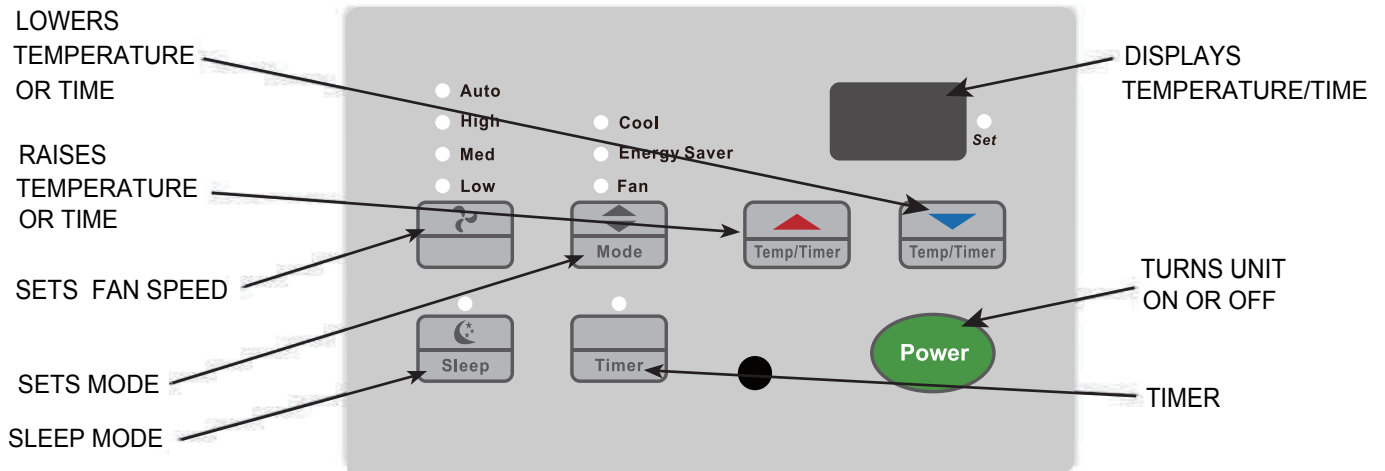 LOWERS
TEMPERATURE
OR TIME
RAISES
TEMPERATURE
OR TIME
SETS FAN SPEED
SETS MODE
SLEEP MODE
Auto
High
Med
Low
Cool
Energy Saver
Fan
Mode
Set
Temp/Timer
Temp/Timer
Sleep
Timer
Power
DISPLAYS
TEMPERATURE/TIME
TURNS UNIT
ON OR OFF
TIMER